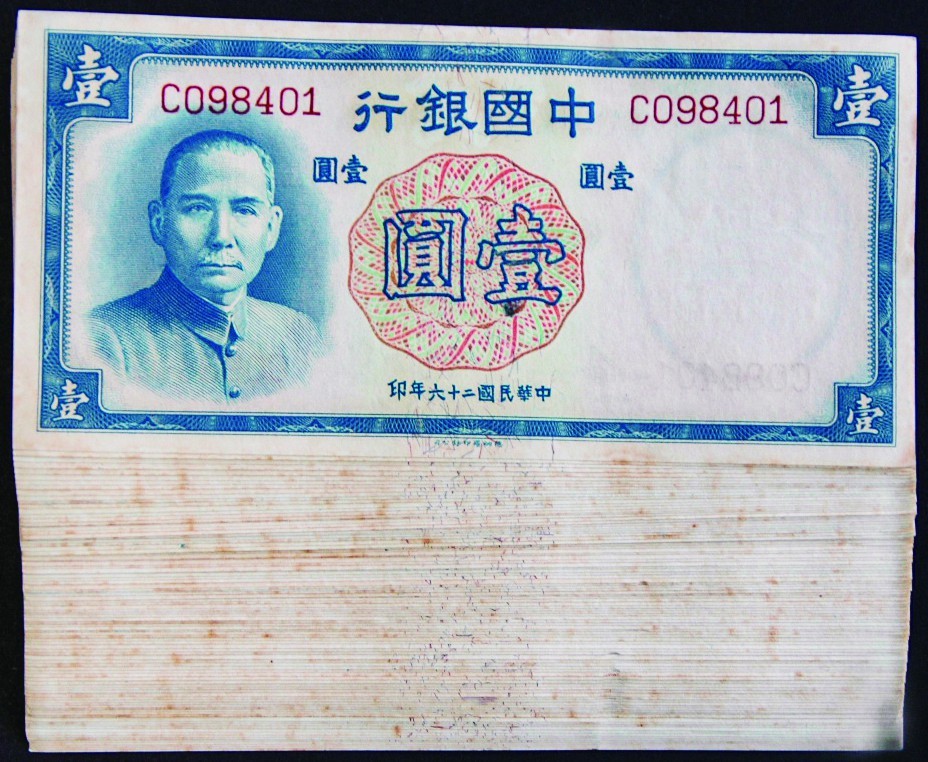 壹 壹
C098401 中國銀行 C098401
壹圓 壹圓
壹圓
中華民國二十六年印
壹 壹